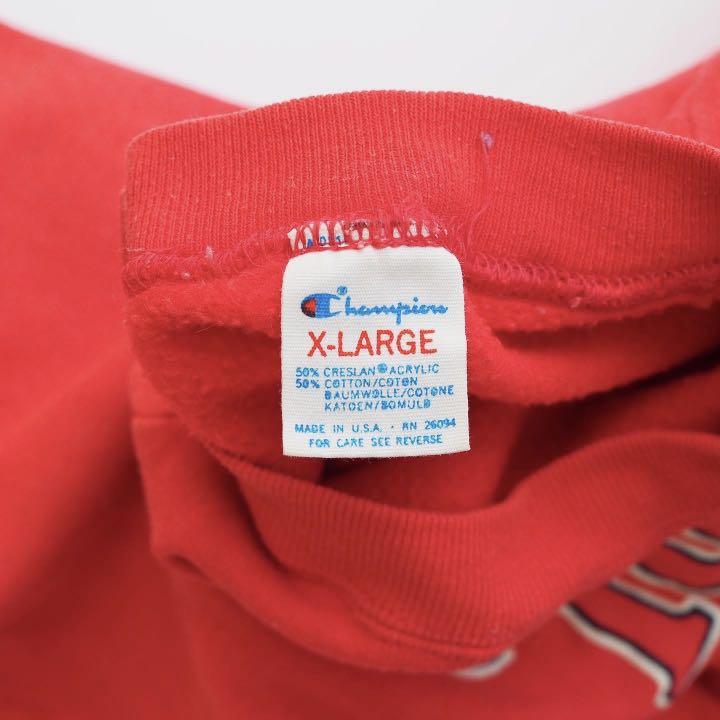 Champion®
X-LARGE
50% CRESLAN® ACRYLIC
50% COTTON/COTON
BAUMWOLLE/COTONE
KATOEN/BOMULD
MADE IN U.S.A. · RN 26094
FOR CARE SEE REVERSE